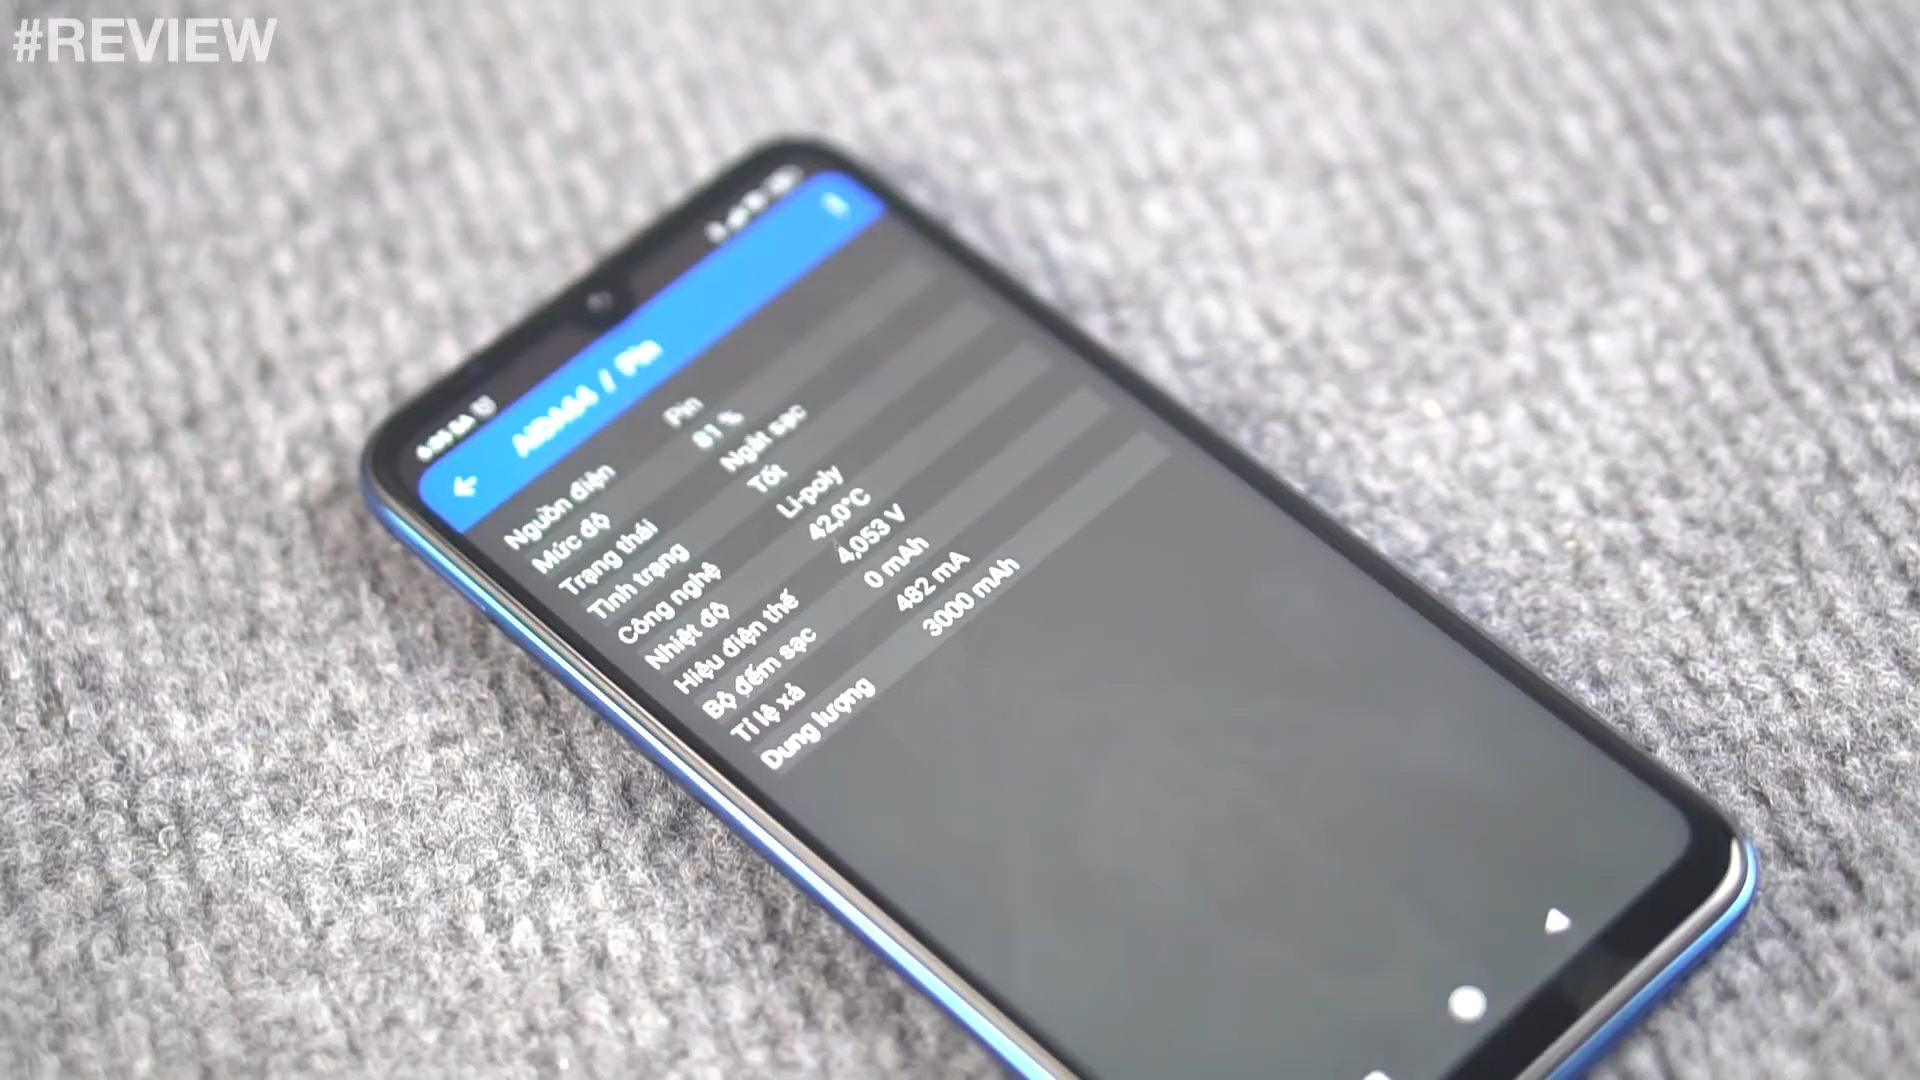 #REVIEW
AIDA64 / Pin
Nguồn điện Pin
Mức độ 81 %
Trạng thái Ngắt sạc
Tình trạng Tốt
Công nghệ Li-poly
Nhiệt độ 42,0°C
Hiệu điện thế 4,053 V
Bộ đếm sạc 0 mAh
Tỉ lệ xả 482 mA
Dung lượng 3000 mAh